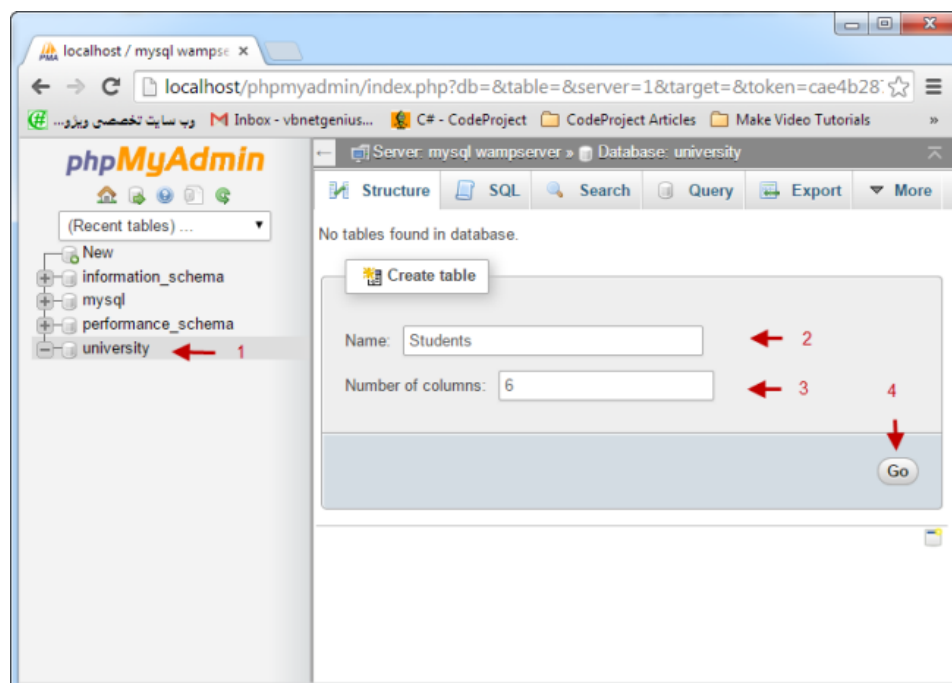 localhost / mysql wampse
localhost/phpmyadmin/index.php?db=&table=&server=1&target=&token=cae4b28
وب سایت تخصصی ویژو...
Inbox - vbnetgenius...
C# - CodeProject
CodeProject Articles
Make Video Tutorials
»
phpMyAdmin
(Recent tables) ...
New
information_schema
mysql
performance_schema
university
1
Server: mysql wampserver » Database: university
Structure
SQL
Search
Query
Export
More
No tables found in database.
Create table
Name: Students
2
Number of columns: 6
3
4
Go